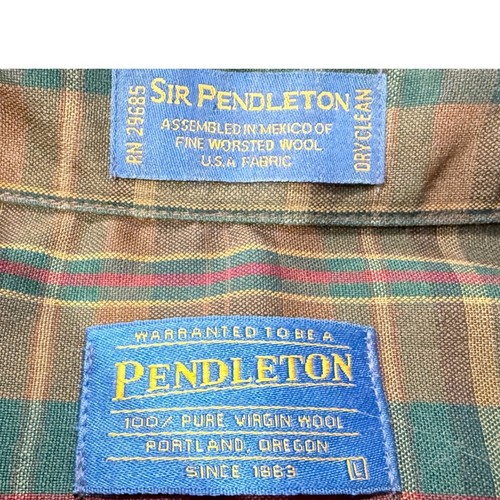 SIR PENDLETON
ASSEMBLED IN MEXICO OF
FINE WORSTED WOOL
U.S.A FABRIC
RN 29685
DRYCLEAN
WARRANTED TO BE A
PENDLETON
100% PURE VIRGIN WOOL
PORTLAND, OREGON
SINCE 1863
L